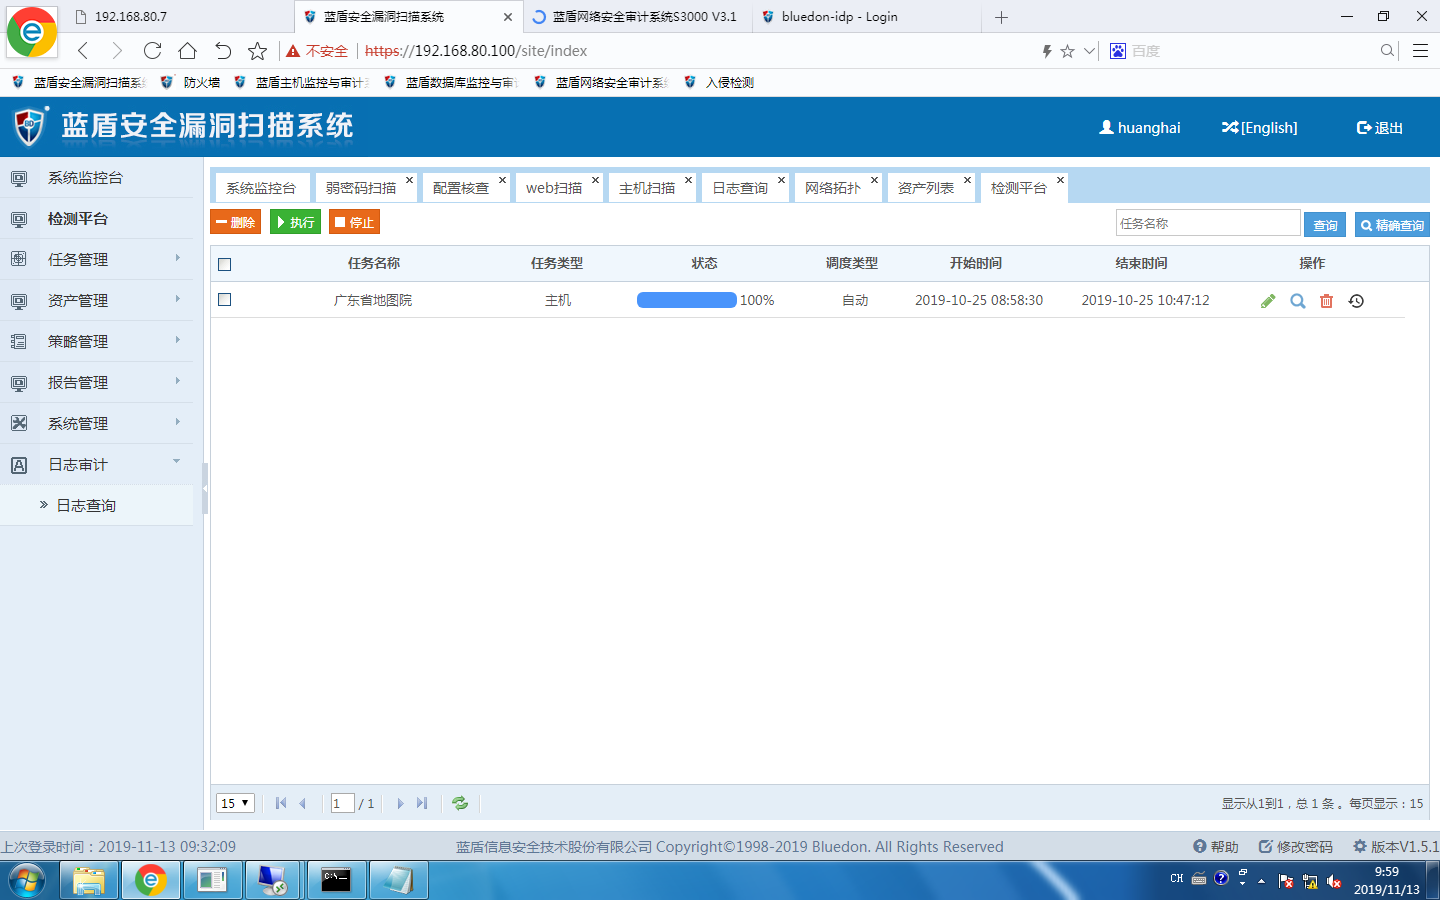 192.168.80.7
蓝盾安全漏洞扫描系统
蓝盾网络安全审计系统S3000 V3.1
bluedon-idp - Login
不安全
https://192.168.80.100/site/index
百度
蓝盾安全漏洞扫描系统
防火墙
蓝盾主机监控与审计
蓝盾数据库监控与审
蓝盾网络安全审计系
入侵检测
蓝盾安全漏洞扫描系统
huanghai
[English]
退出
系统监控台
检测平台
任务管理
资产管理
策略管理
报告管理
系统管理
日志审计
日志查询
系统监控台
弱密码扫描
配置核查
web扫描
主机扫描
日志查询
网络拓扑
资产列表
检测平台
删除
执行
停止
任务名称
查询
精确查询
任务名称 任务类型 状态 调度类型 开始时间 结束时间 操作
广东省地图院 主机 100% 自动 2019-10-25 08:58:30 2019-10-25 10:47:12
15 1 / 1
显示从1到1，总 1 条 。每页显示：15
上次登录时间：2019-11-13 09:32:09
蓝盾信息安全技术股份有限公司 Copyright©1998-2019 Bluedon. All Rights Reserved
帮助
修改密码
版本V1.5.1
C:\
CH
9:59
2019/11/13